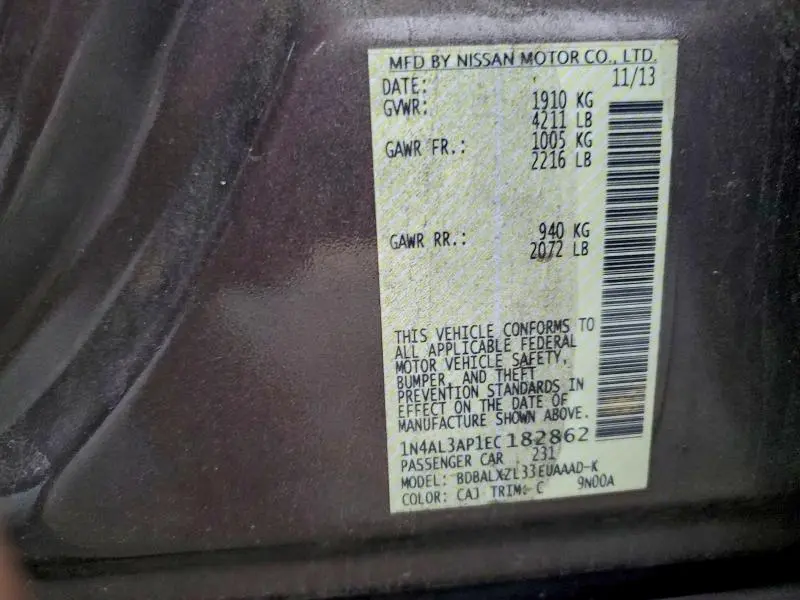 MFD BY NISSAN MOTOR CO., LTD.
DATE: 11/13
GVWR: 1910 KG
4211 LB
GAWR FR.: 1005 KG
2216 LB
GAWR RR.: 940 KG
2072 LB
THIS VEHICLE CONFORMS TO
ALL APPLICABLE FEDERAL
MOTOR VEHICLE SAFETY,
BUMPER, AND THEFT
PREVENTION STANDARDS IN
EFFECT ON THE DATE OF
MANUFACTURE SHOWN ABOVE.
1N4AL3AP1EC182862
PASSENGER CAR 231
MODEL: BDBALXZL33EUAAAD-K
COLOR: CAJ TRIM: C 9N00A